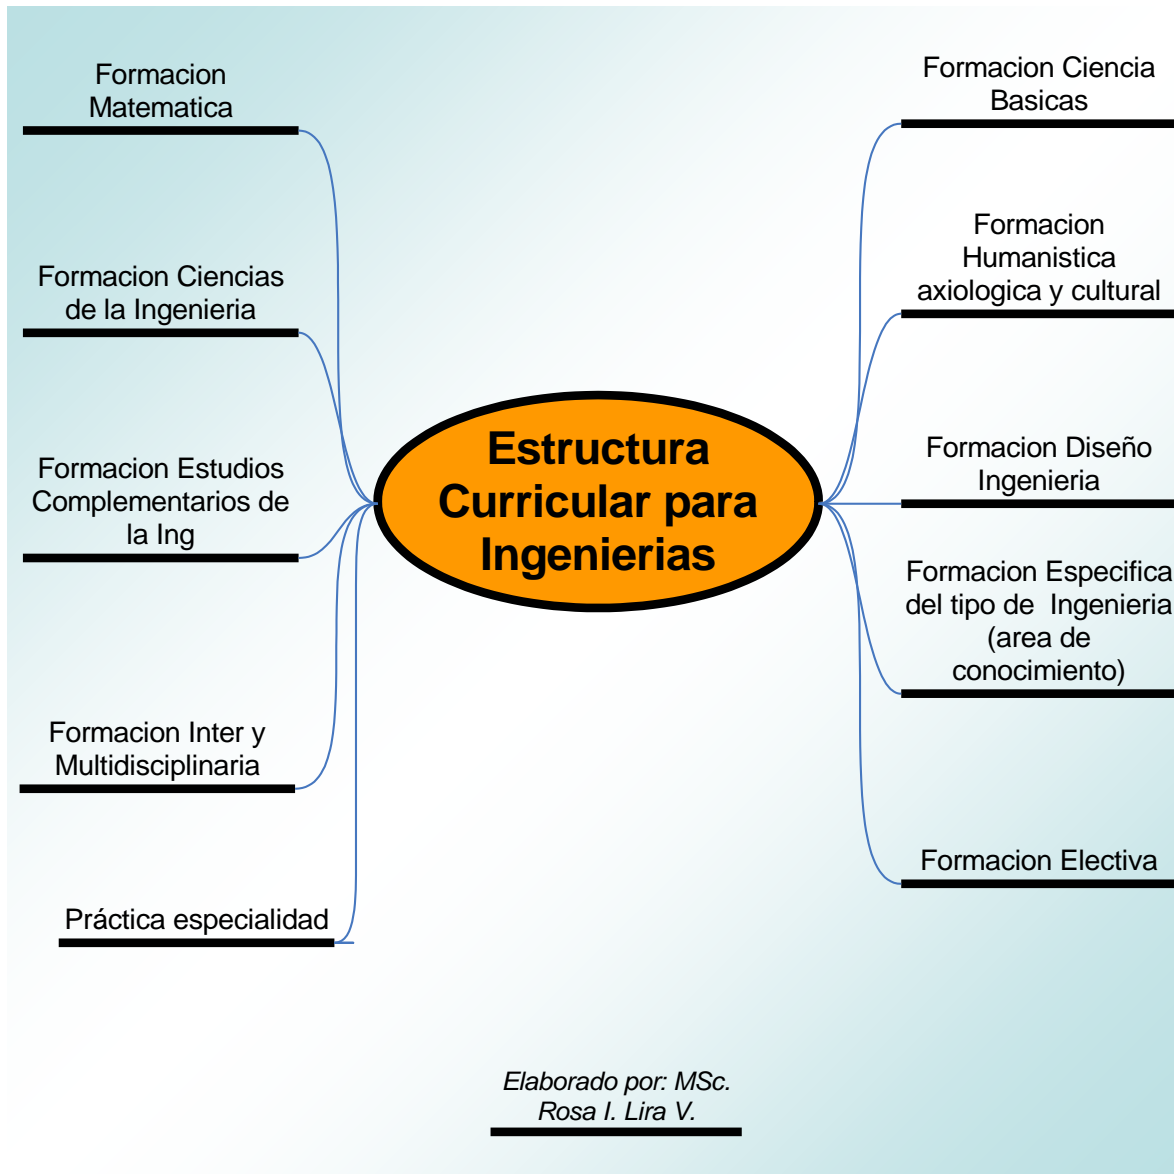 Formacion
Matematica
Formacion Ciencias
de la Ingenieria
Formacion Estudios
Complementarios de
la Ing
Formacion Inter y
Multidisciplinaria
Práctica especialidad
Estructura
Curricular para
Ingenierias
Formacion Ciencia
Basicas
Formacion
Humanistica
axiologica y cultural
Formacion Diseño
Ingenieria
Formacion Especifica
del tipo de Ingenieria
(area de
conocimiento)
Formacion Electiva
Elaborado por: MSc.
Rosa I. Lira V.